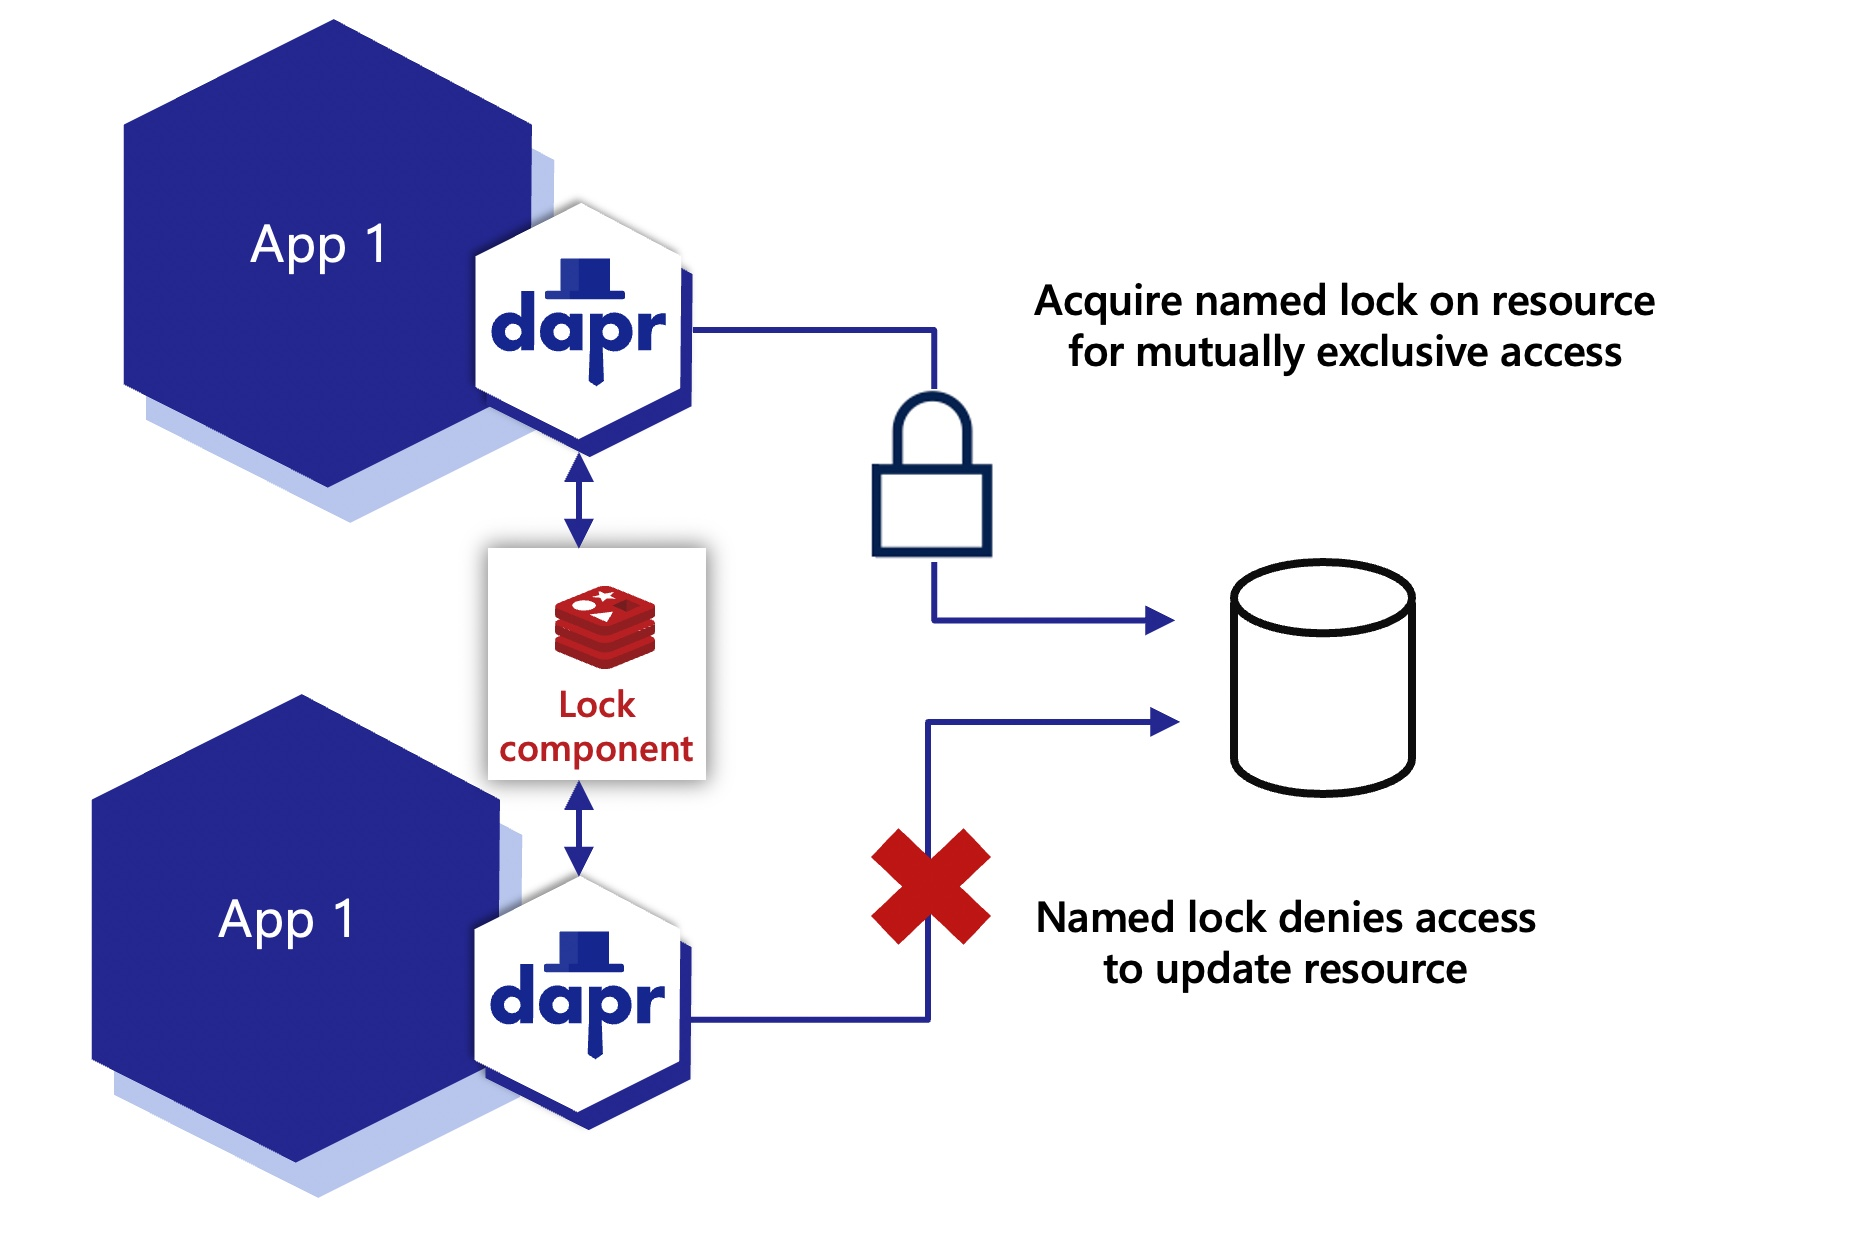 App 1
dapr
Acquire named lock on resource
for mutually exclusive access
Lock
component
App 1
dapr
Named lock denies access
to update resource